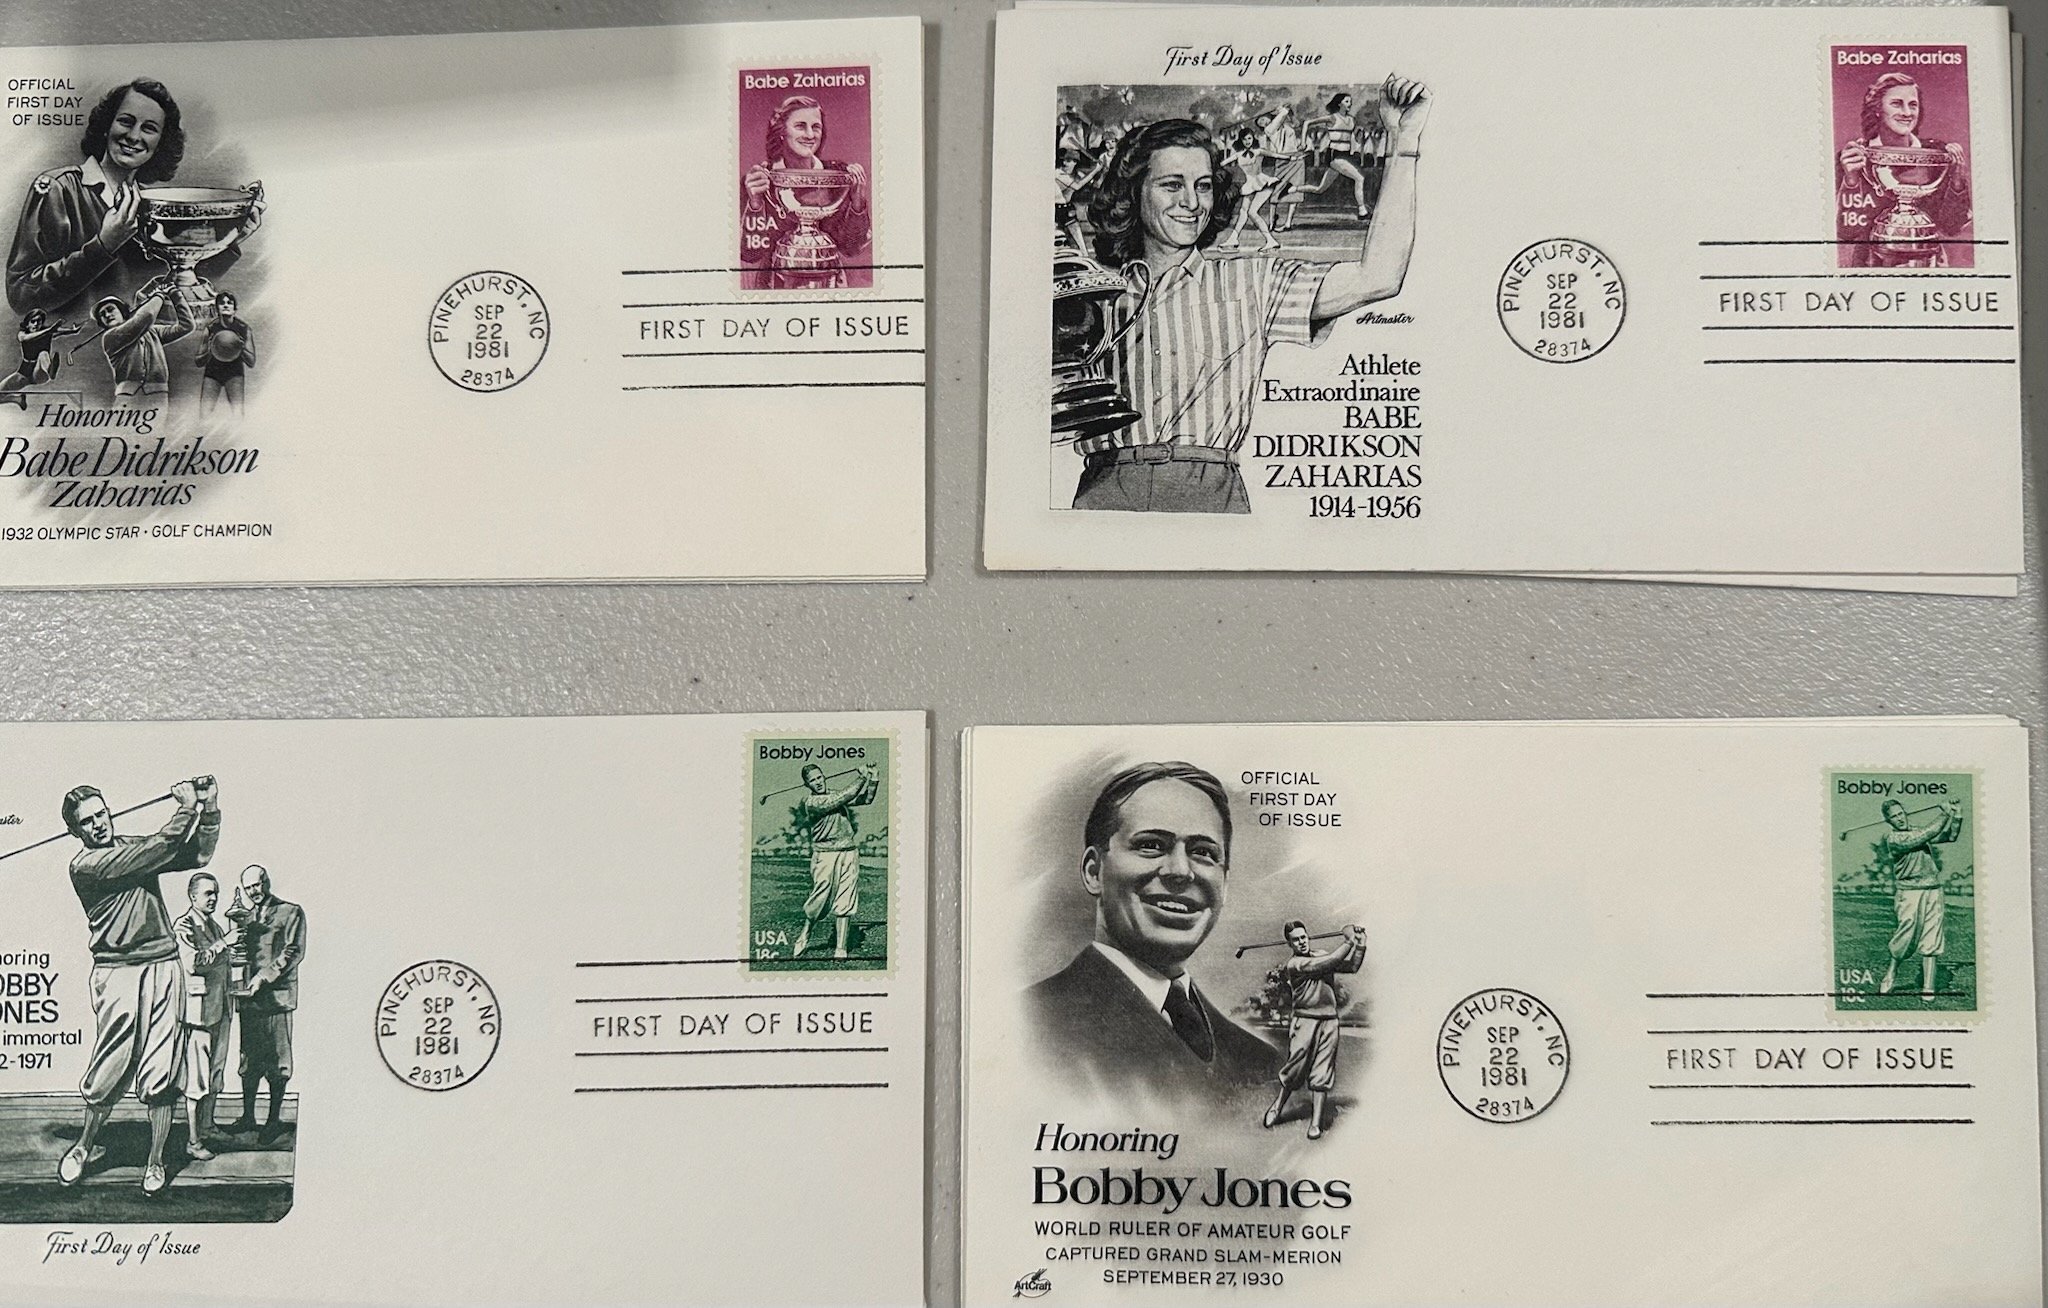 OFFICIAL
FIRST DAY
OF ISSUE
Honoring
Babe Didrikson
Zaharias
1932 OLYMPIC STAR • GOLF CHAMPION
PINEHURST, NC
SEP
22
1981
28374
Babe Zaharias
USA
18c
FIRST DAY OF ISSUE
First Day of Issue
Artmaster
Athlete
Extraordinaire
BABE
DIDRIKSON
ZAHARIAS
1914-1956
PINEHURST, NC
SEP
22
1981
28374
Babe Zaharias
USA
18c
FIRST DAY OF ISSUE
immortal
-1971
First Day of Issue
PINEHURST, NC
SEP
22
1981
28374
Bobby Jones
USA
18c
FIRST DAY OF ISSUE
OFFICIAL
FIRST DAY
OF ISSUE
Honoring
Bobby Jones
WORLD RULER OF AMATEUR GOLF
CAPTURED GRAND SLAM-MERION
SEPTEMBER 27, 1930
ArtCraft
PINEHURST, NC
SEP
22
1981
28374
Bobby Jones
USA
18c
FIRST DAY OF ISSUE